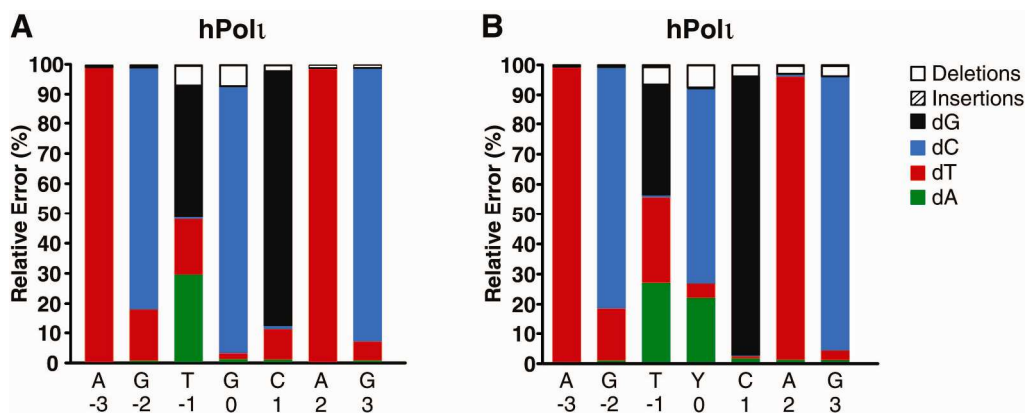 A
hPolι
Relative Error (%)
100
90
80
70
60
50
40
30
20
10
0
A G T G C A G
-3 -2 -1 0 1 2 3
B
hPolι
Relative Error (%)
100
90
80
70
60
50
40
30
20
10
0
A G T Y C A G
-3 -2 -1 0 1 2 3
Deletions
Insertions
dG
dC
dT
dA